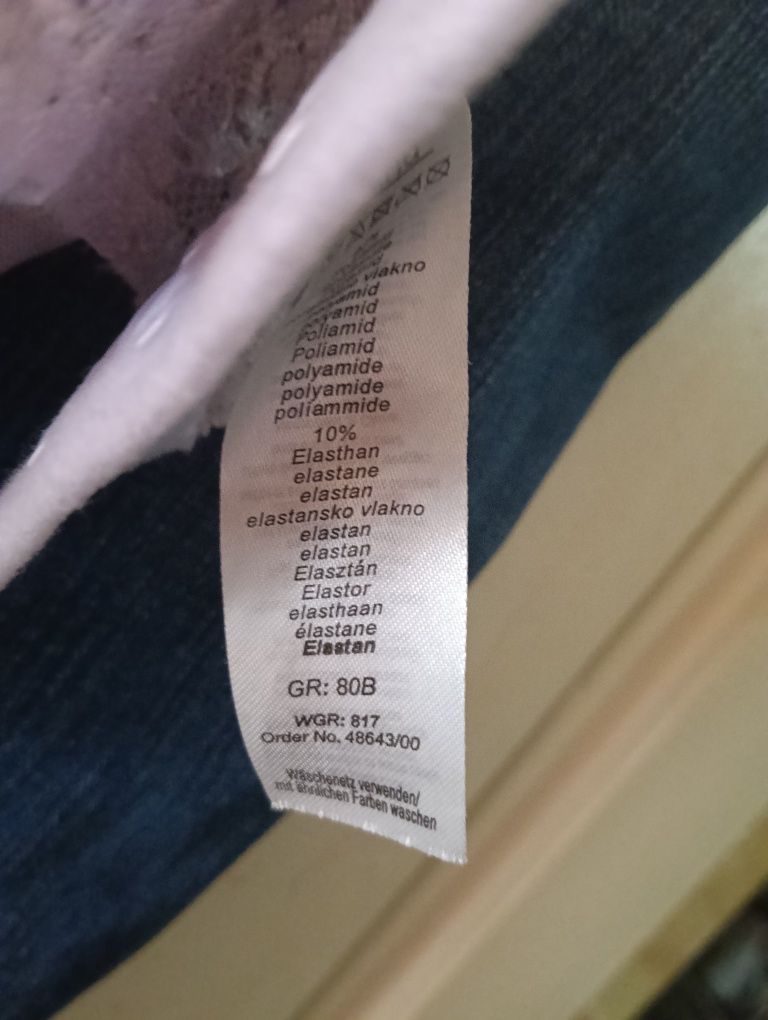 vlakno
Poliamid
Poliamid
polyamide
polyamide
poliammide
10%
Elasthan
elastane
elastan
elastansko vlakno
elastan
elastan
Elasztán
Elastor
elasthaan
élastane
Elastan
GR: 80B
WGR: 817
Order No. 48643/00
Wäschenetz verwenden/
mit ähnlichen Farben waschen